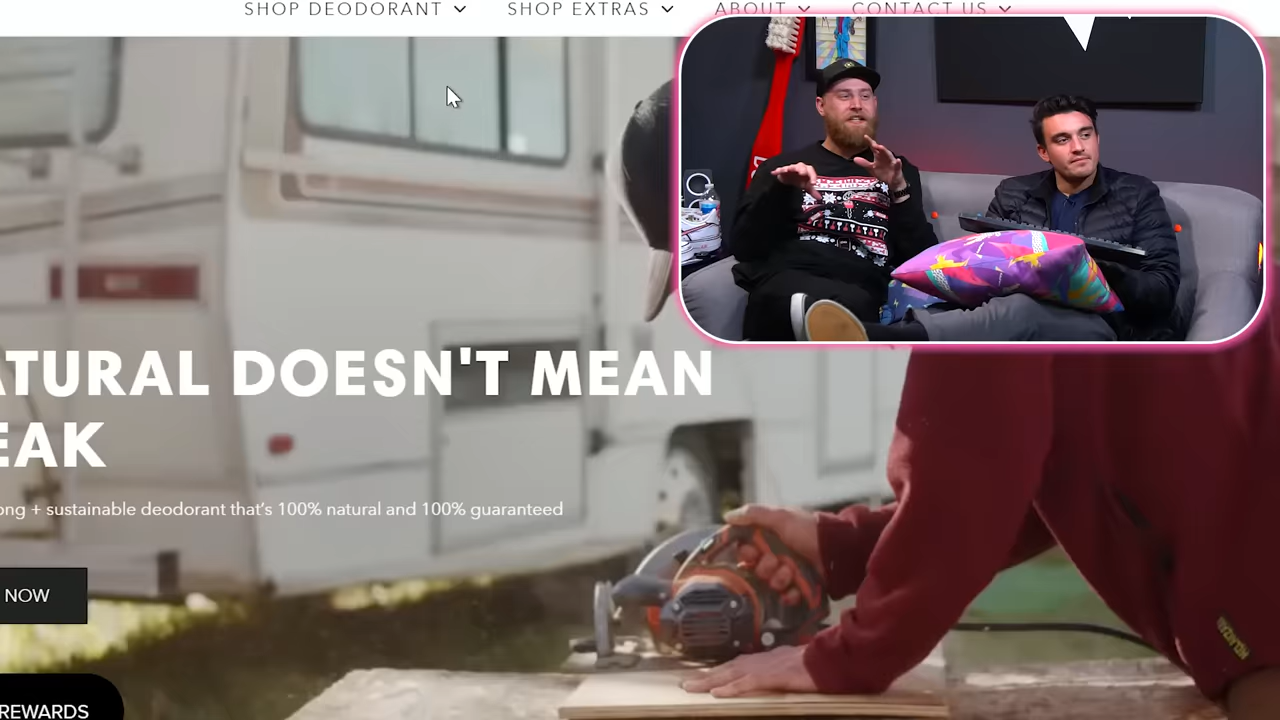 SHOP DEODORANT SHOP EXTRAS ABOUT CONTACT US
ATURAL DOESN'T MEAN
EAK
ong + sustainable deodorant that's 100% natural and 100% guaranteed
NOW
REWARDS